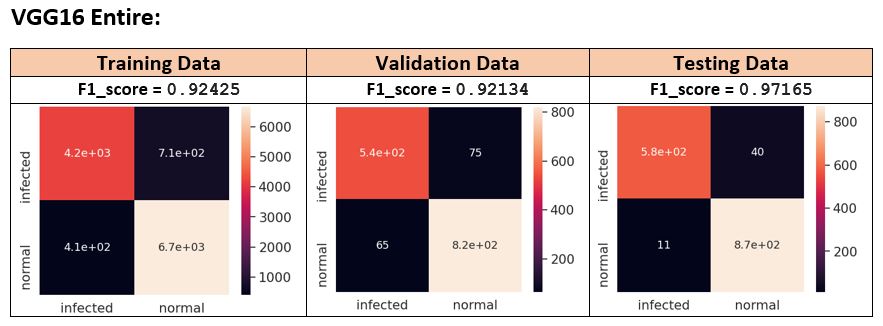 VGG16 Entire:
Training Data Validation Data Testing Data
F1_score = 0.92425 F1_score = 0.92134 F1_score = 0.97165
infected 4.2e+03 7.1e+02 6000 5000 4000 3000 2000 1000
normal 4.1e+02 6.7e+03
infected normal
infected 5.4e+02 75 800 600 400 200
normal 65 8.2e+02
infected normal
infected 5.8e+02 40 800 600 400 200
normal 11 8.7e+02
infected normal